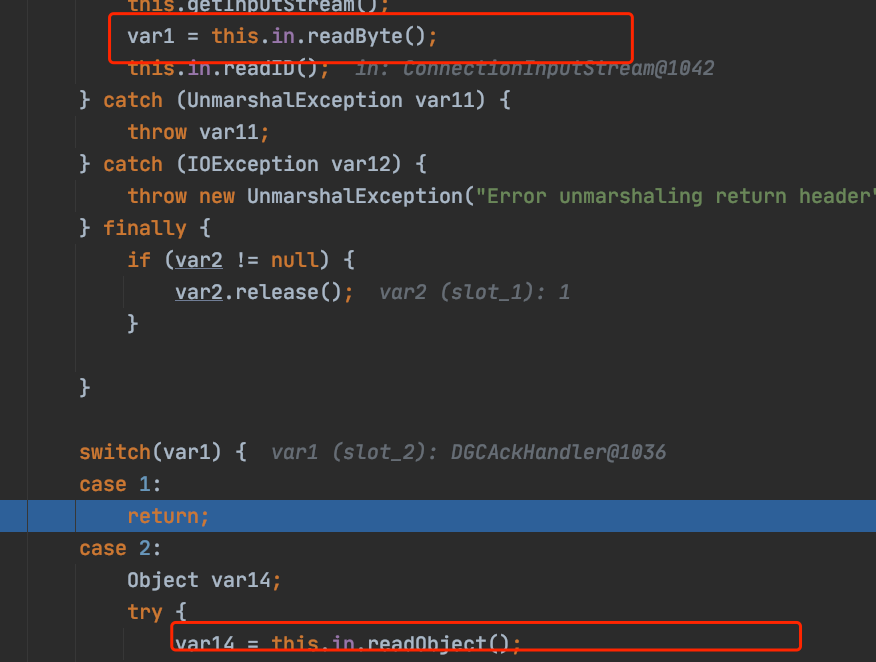 this.getInputStream();
var1 = this.in.readByte();
this.in.readID();  in: ConnectionInputStream@1042
} catch (UnmarshalException var11) {
throw var11;
} catch (IOException var12) {
throw new UnmarshalException("Error unmarshaling return header"
} finally {
if (var2 != null) {
var2.release();  var2 (slot_1): 1
}
}
switch(var1) {  var1 (slot_2): DGCAckHandler@1036
case 1:
return;
case 2:
Object var14;
try {
var14 = this.in.readObject();